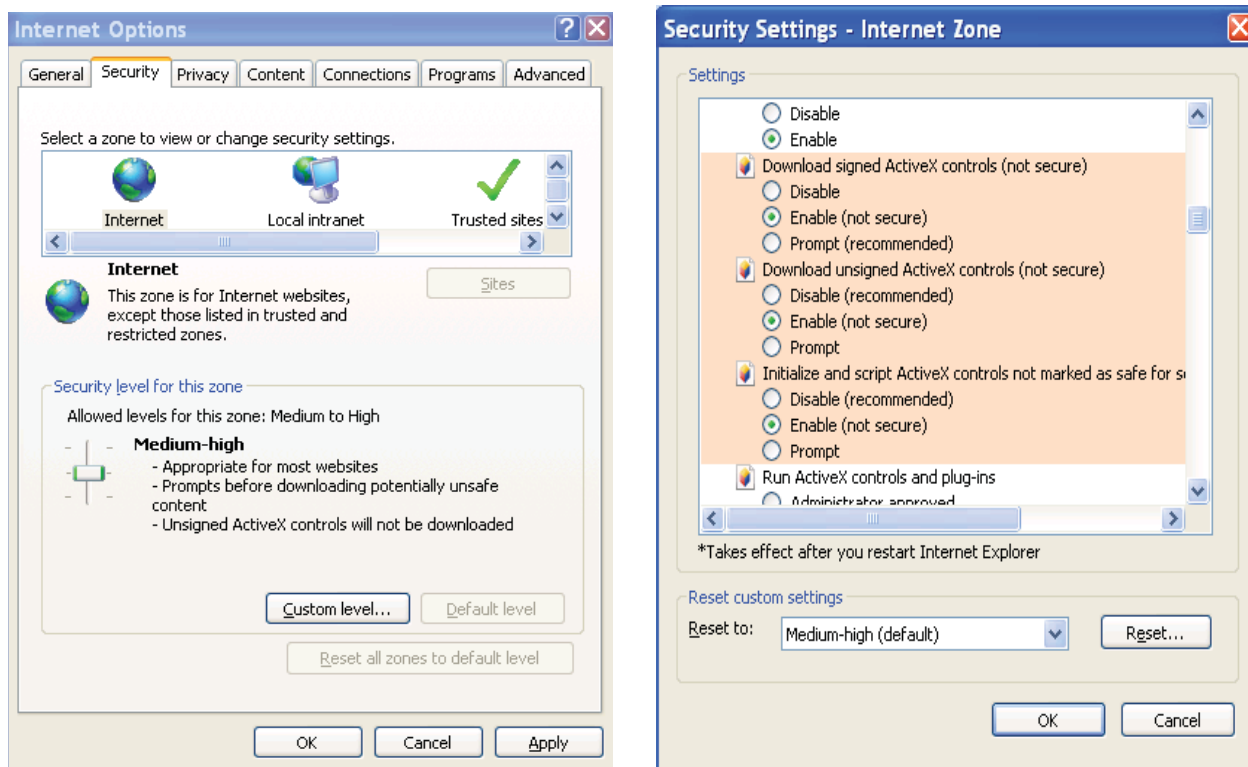 Internet Options
General Security Privacy Content Connections Programs Advanced
Select a zone to view or change security settings.
Internet Local intranet Trusted sites
Internet
This zone is for Internet websites,
except those listed in trusted and
restricted zones.
Sites
Security level for this zone
Allowed levels for this zone: Medium to High
Medium-high
- Appropriate for most websites
- Prompts before downloading potentially unsafe
content
- Unsigned ActiveX controls will not be downloaded
Custom level... Default level
Reset all zones to default level
OK Cancel Apply
Security Settings - Internet Zone
Settings
Disable
Enable
Download signed ActiveX controls (not secure)
Disable
Enable (not secure)
Prompt (recommended)
Download unsigned ActiveX controls (not secure)
Disable (recommended)
Enable (not secure)
Prompt
Initialize and script ActiveX controls not marked as safe for
Disable (recommended)
Enable (not secure)
Prompt
Run ActiveX controls and plug-ins
Administrator approved
*Takes effect after you restart Internet Explorer
Reset custom settings
Reset to: Medium-high (default) Reset...
OK Cancel